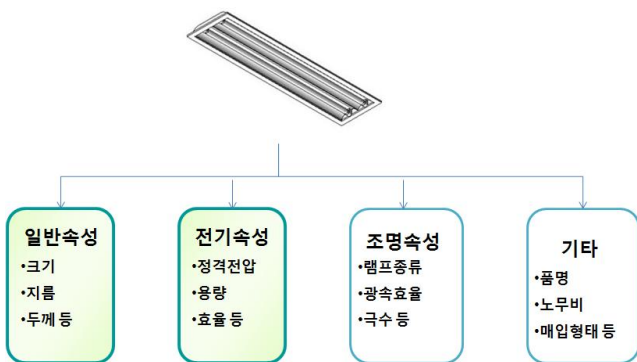 일반속성
•크기
•지름
•두께 등
전기속성
•정격전압
•용량
•효율 등
조명속성
•램프종류
•광속효율
•극수 등
기타
•품명
•노무비
•매입형태 등